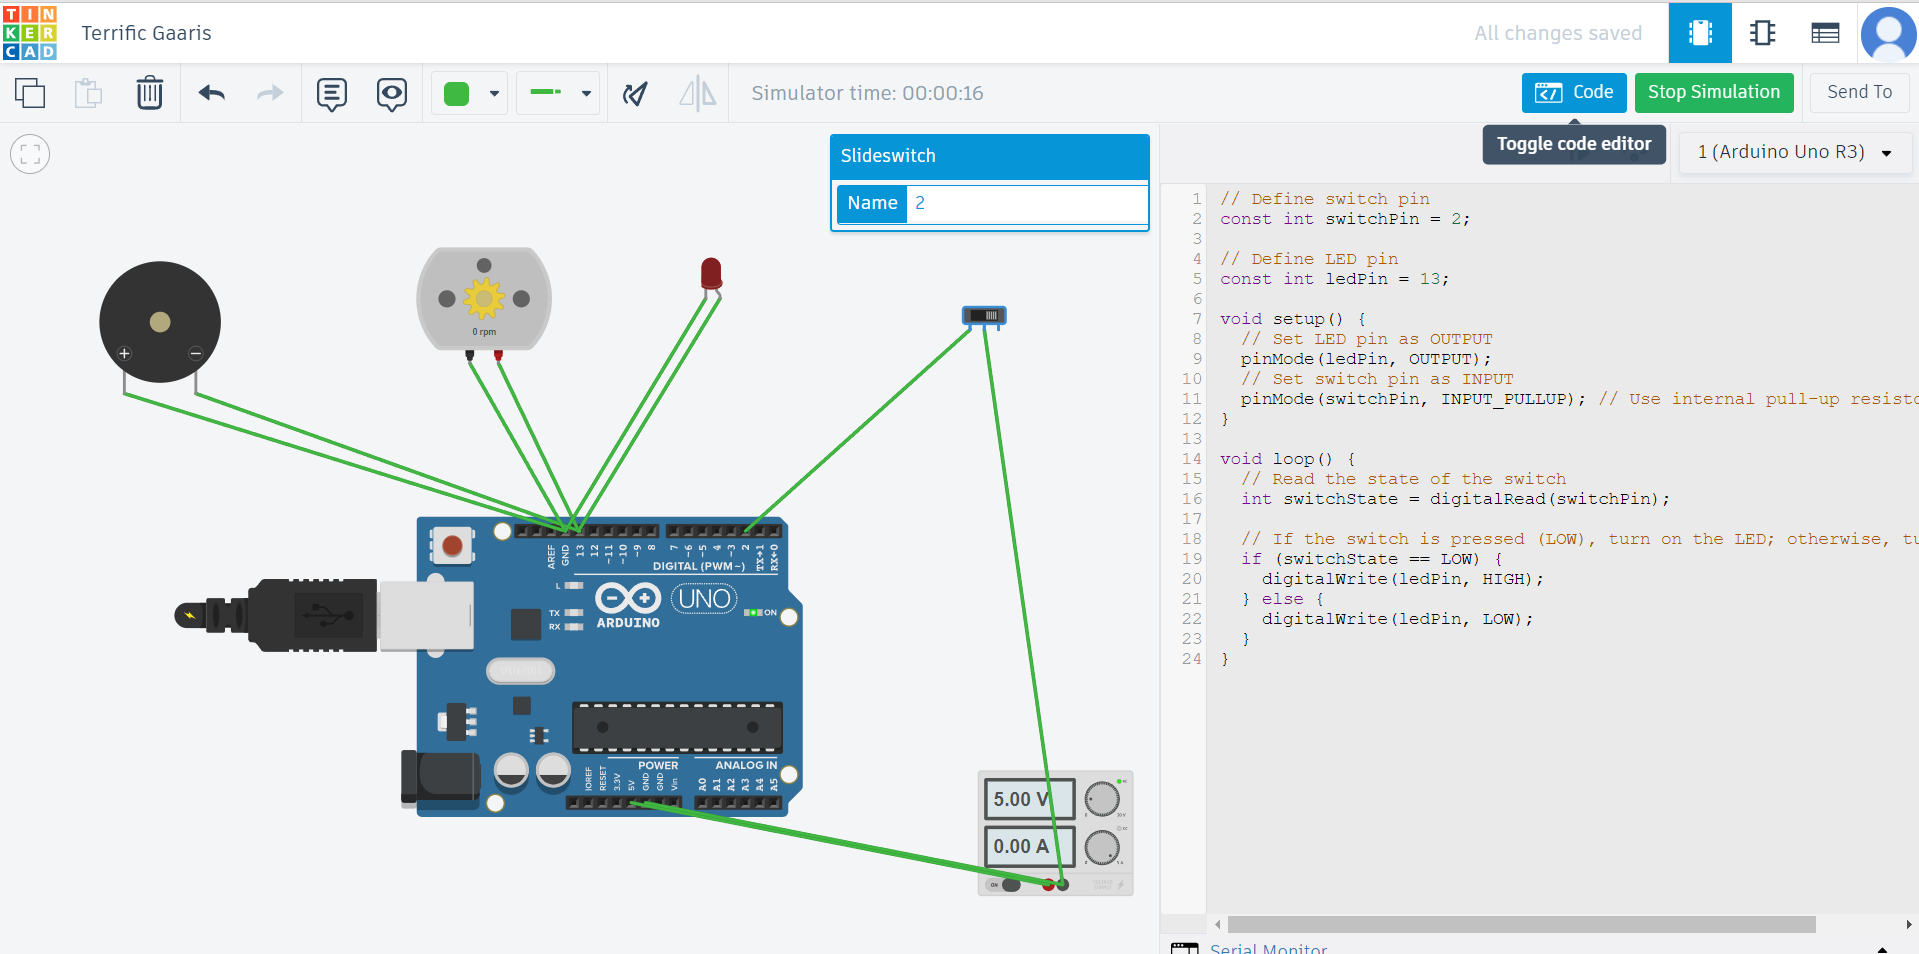 TIN
KER
CAD
Terrific Gaaris
All changes saved
Simulator time: 00:00:16
Code
Stop Simulation
Send To
Toggle code editor
1 (Arduino Uno R3)
Slideswitch
Name 2
0 rpm
AREF
GND
13
12
~11
~10
~9
8
7
~6
~5
4
~3
2
TX→1
RX←0
DIGITAL (PWM~)
L
TX
RX
ARDUINO
UNO
ON
POWER
ANALOG IN
IOREF
RESET
3.3V
5V
GND
GND
Vin
A0
A1
A2
A3
A4
A5
5.00 V
0.00 A
ON
1 // Define switch pin
2 const int switchPin = 2;
3
4 // Define LED pin
5 const int ledPin = 13;
6
7 void setup() {
8 // Set LED pin as OUTPUT
9 pinMode(ledPin, OUTPUT);
10 // Set switch pin as INPUT
11 pinMode(switchPin, INPUT_PULLUP); // Use internal pull-up resisto
12 }
13
14 void loop() {
15 // Read the state of the switch
16 int switchState = digitalRead(switchPin);
17
18 // If the switch is pressed (LOW), turn on the LED; otherwise, tu
19 if (switchState == LOW) {
20 digitalWrite(ledPin, HIGH);
21 } else {
22 digitalWrite(ledPin, LOW);
23 }
24 }
Serial Monitor